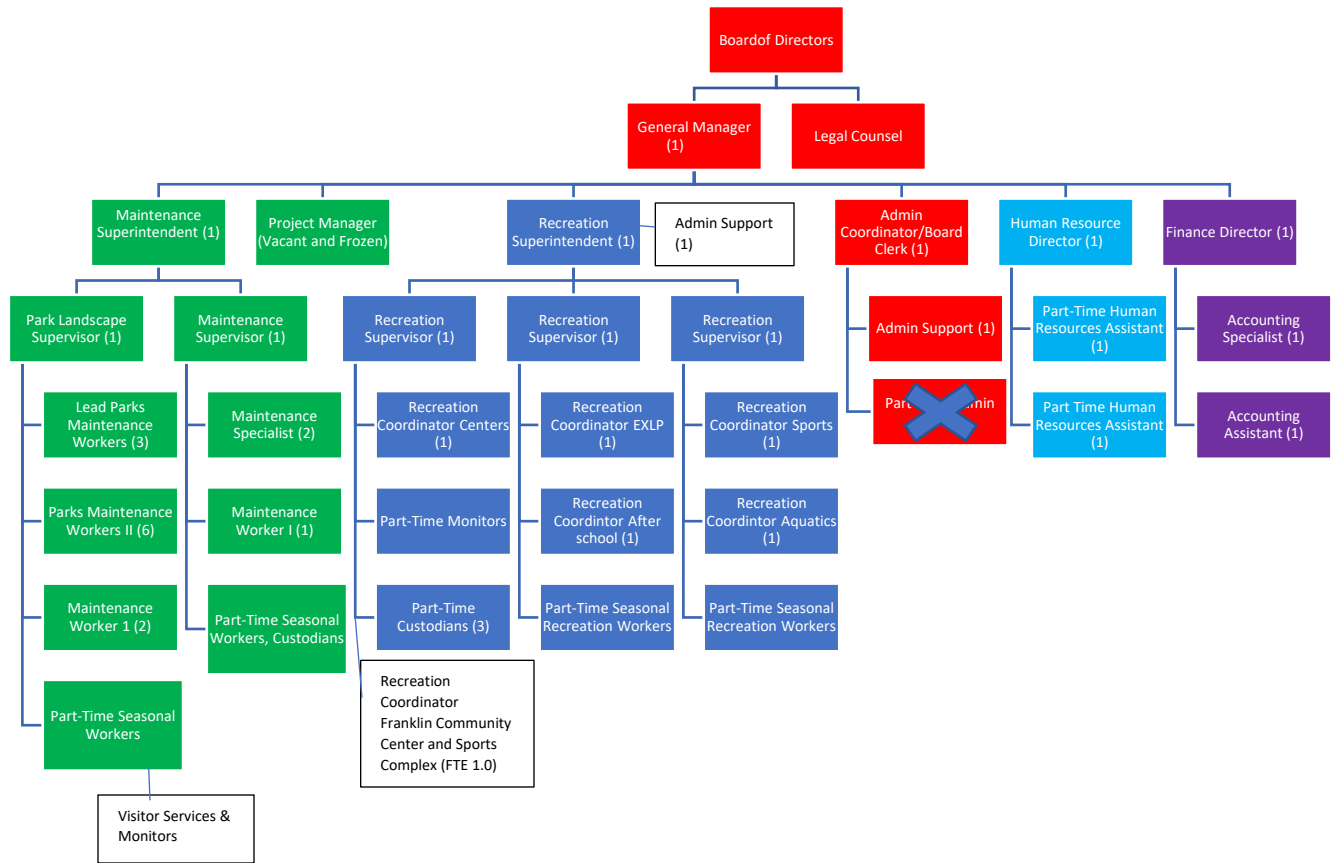 Boardof Directors
General Manager
(1)
Legal Counsel
Maintenance
Superintendent (1)
Project Manager
(Vacant and Frozen)
Recreation
Superintendent (1)
Admin Support
(1)
Admin
Coordinator/Board
Clerk (1)
Human Resource
Director (1)
Finance Director (1)
Park Landscape
Supervisor (1)
Maintenance
Supervisor (1)
Recreation
Supervisor (1)
Recreation
Supervisor (1)
Recreation
Supervisor (1)
Admin Support (1)
Part-Time Human
Resources Assistant
(1)
Accounting
Specialist (1)
Lead Parks
Maintenance
Workers (3)
Maintenance
Specialist (2)
Recreation
Coordinator Centers
(1)
Recreation
Coordinator EXLP
(1)
Recreation
Coordinator Sports
(1)
Part
Part Time Human
Resources Assistant
(1)
Accounting
Assistant (1)
Parks Maintenance
Workers II (6)
Maintenance
Worker I (1)
Part-Time Monitors
Recreation
Coordintor After
school (1)
Recreation
Coordintor Aquatics
(1)
Maintenance
Worker 1 (2)
Part-Time Seasonal
Workers, Custodians
Part-Time
Custodians (3)
Part-Time Seasonal
Recreation Workers
Part-Time Seasonal
Recreation Workers
Part-Time Seasonal
Workers
Recreation
Coordinator
Franklin Community
Center and Sports
Complex (FTE 1.0)
Visitor Services &
Monitors